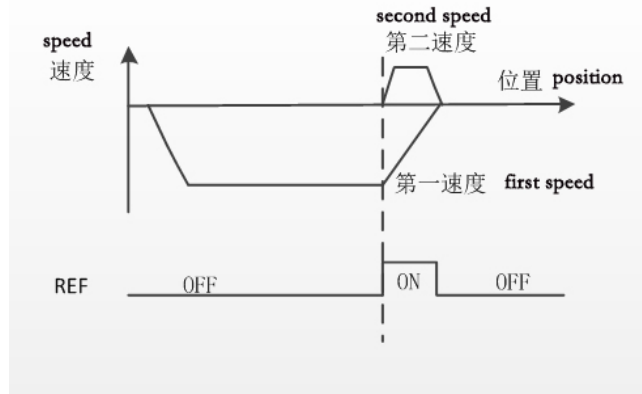 second speed
speed
第二速度
速度
位置 position
第一速度 first speed
REF OFF ON OFF